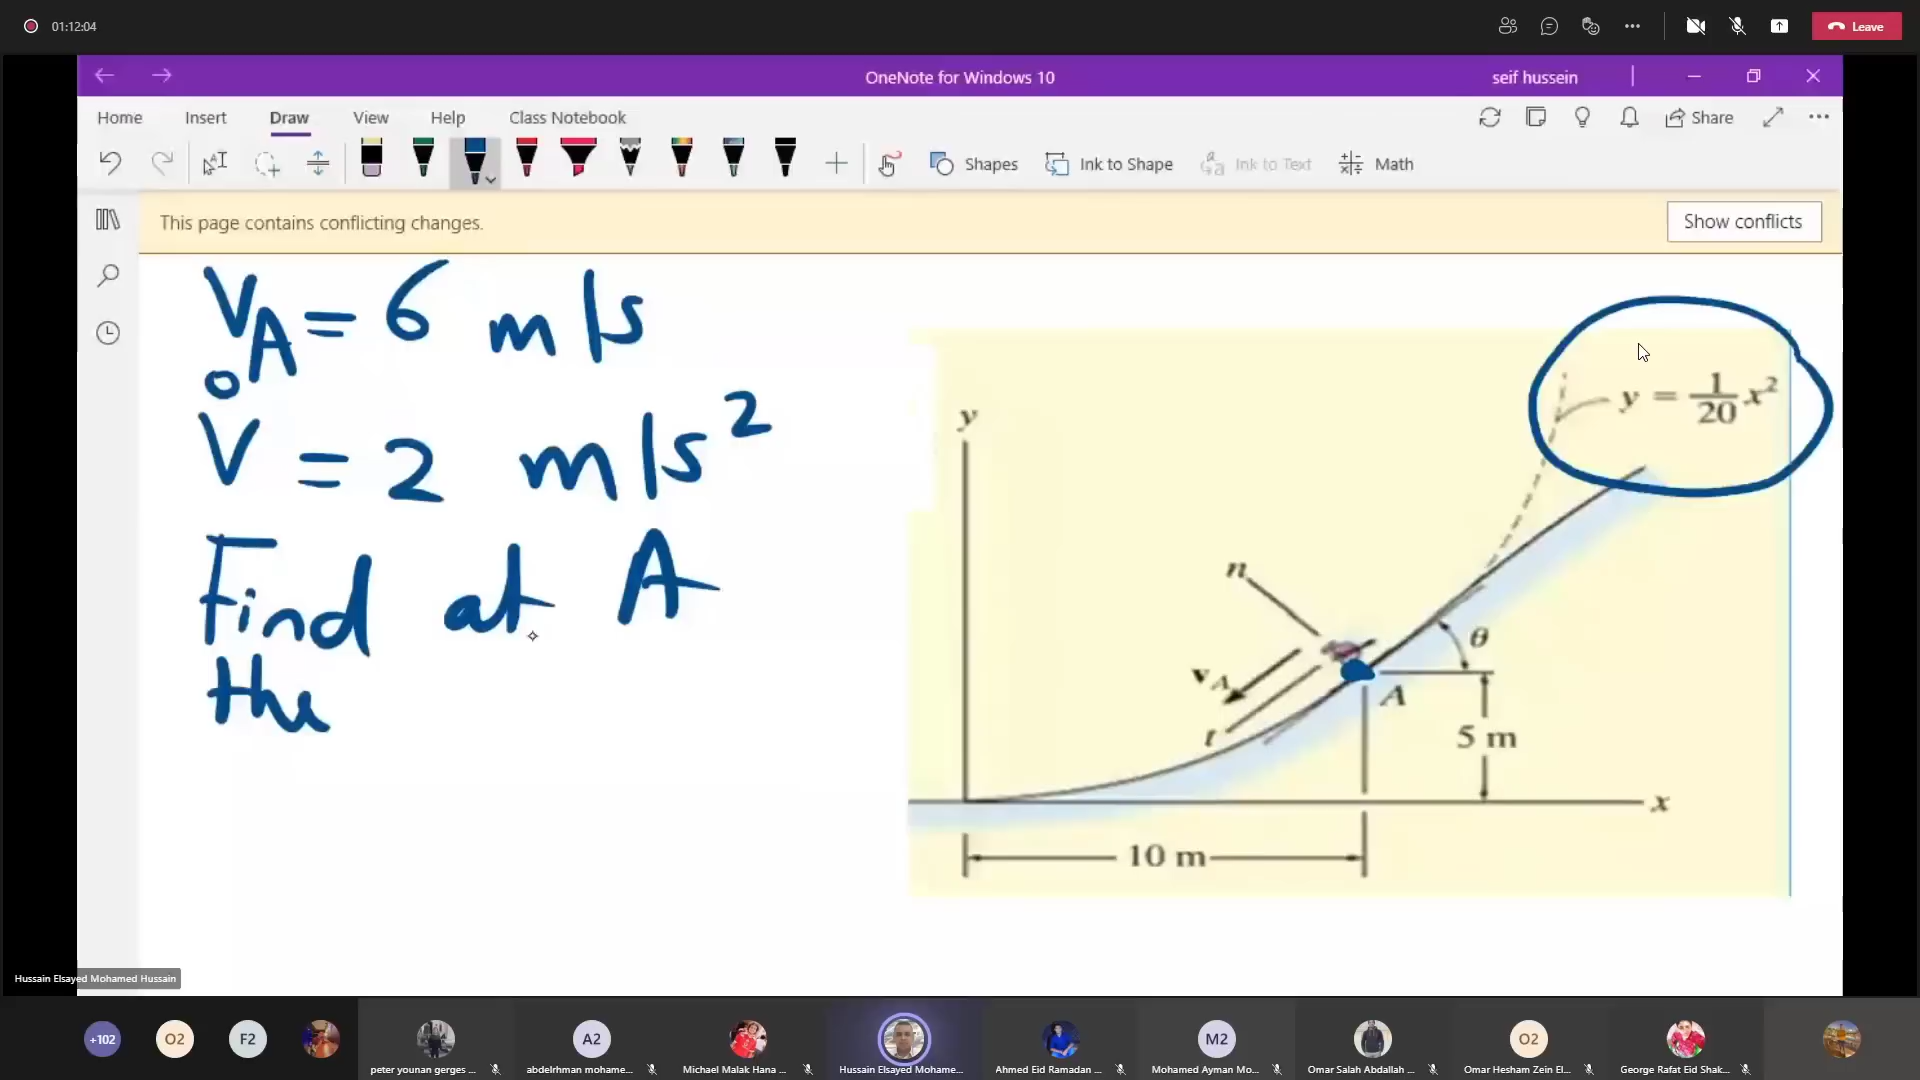 01:12:04
Leave
OneNote for Windows 10
seif hussein
Home Insert Draw View Help Class Notebook
Share
Shapes Ink to Shape Ink to Text Math
This page contains conflicting changes.
Show conflicts
V_A = 6 m/s
V̊ = 2 m/s²
Find at A
the
y = 1/20 x²
y
n
θ
v_A
A
t
5 m
x
10 m
Hussain Elsayed Mohamed Hussain
+102 O2 F2 A2 M2 O2
peter younan gerges ... abdelrhman mohame... Michael Malak Hana ... Hussain Elsayed Mohame... Ahmed Eid Ramadan ... Mohamed Ayman Mo... Omar Salah Abdallah ... Omar Hesham Zein El... George Rafat Eid Shak...